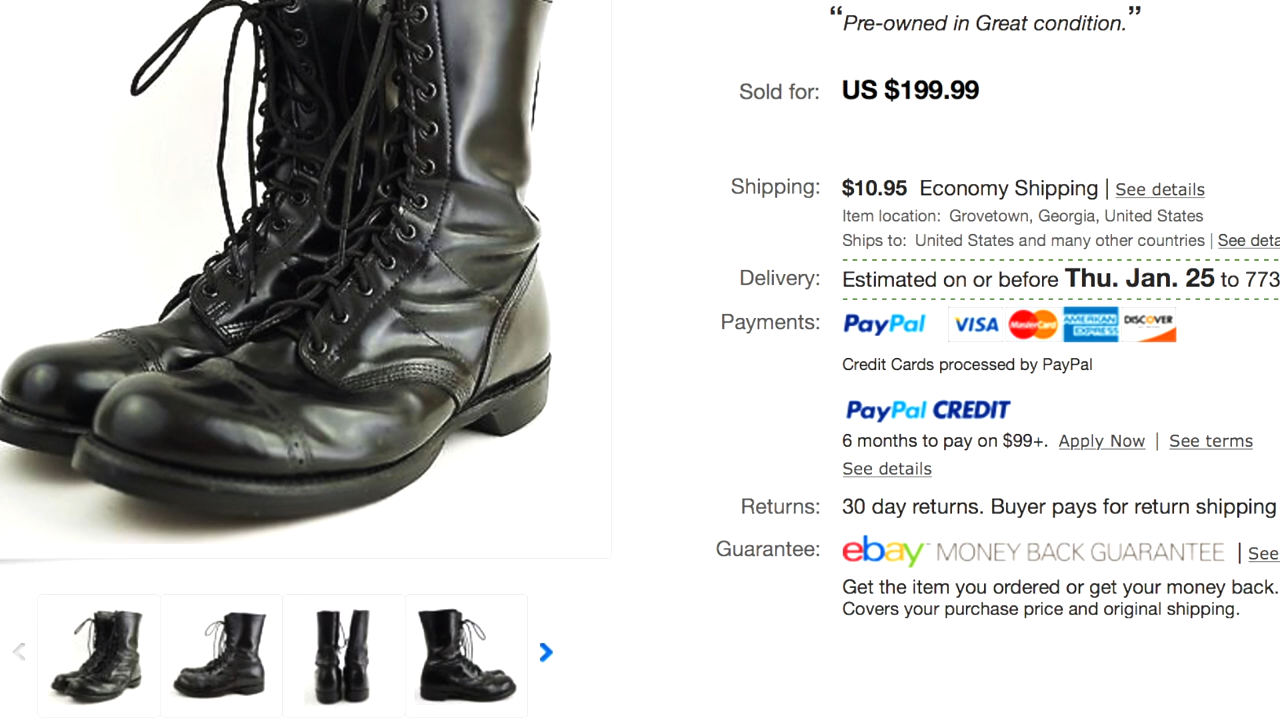 “Pre-owned in Great condition.”
Sold for: US $199.99
Shipping: $10.95 Economy Shipping | See details
Item location: Grovetown, Georgia, United States
Ships to: United States and many other countries | See deta
Delivery: Estimated on or before Thu. Jan. 25 to 773
Payments: PayPal VISA MasterCard AMERICAN EXPRESS DISCOVER
Credit Cards processed by PayPal
PayPal CREDIT
6 months to pay on $99+. Apply Now | See terms
See details
Returns: 30 day returns. Buyer pays for return shipping
Guarantee: ebay™ MONEY BACK GUARANTEE | See
Get the item you ordered or get your money back.
Covers your purchase price and original shipping.